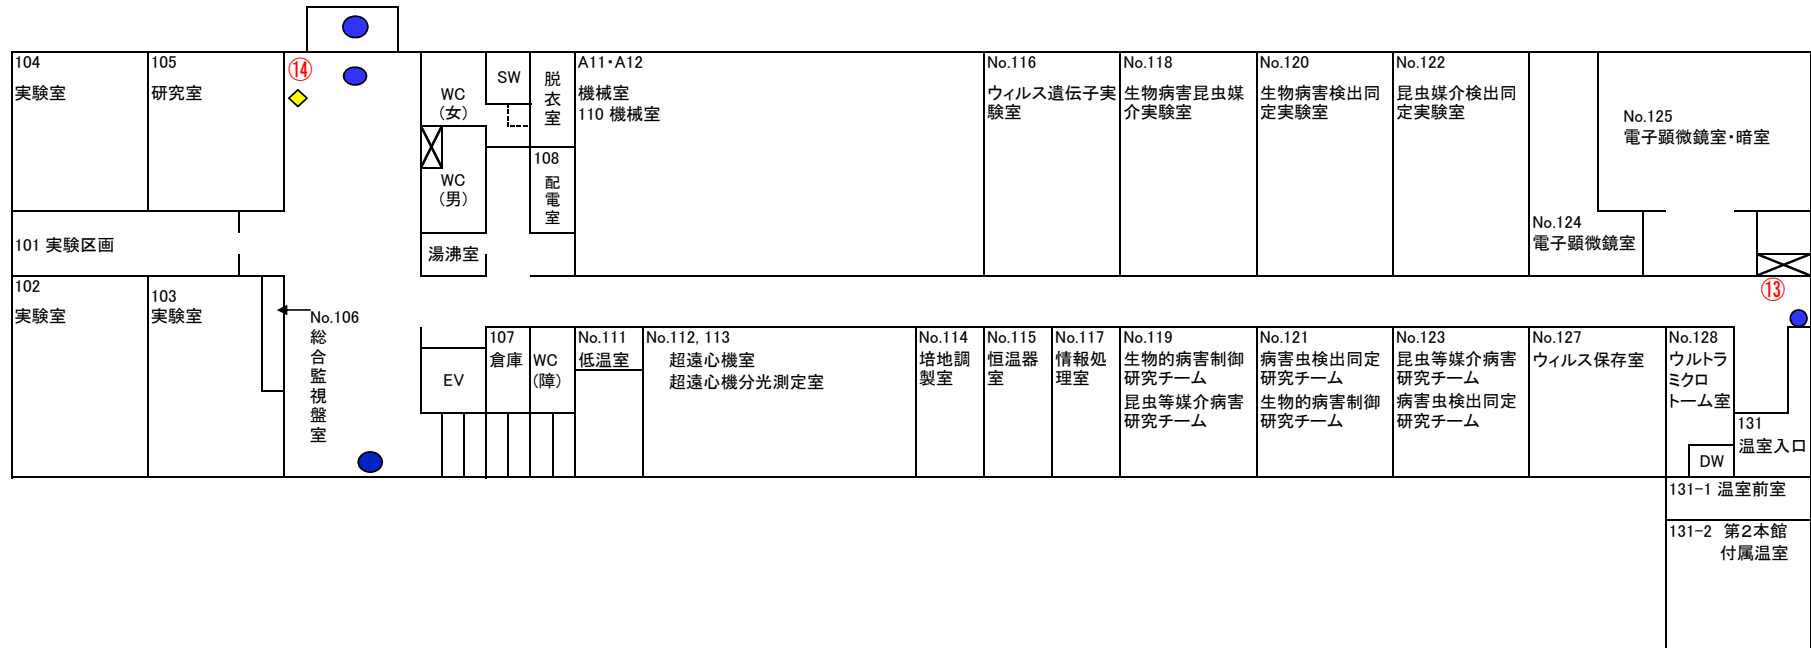 104
実験室
105
研究室
⑭
WC
(女)
SW
脱衣室
WC
(男)
108
配電室
湯沸室
A11・A12
機械室
110 機械室
No.116
ウィルス遺伝子実
験室
No.118
生物病害昆虫媒
介実験室
No.120
生物病害検出同
定実験室
No.122
昆虫媒介検出同
定実験室
No.125
電子顕微鏡室・暗室
No.124
電子顕微鏡室
⑬
101 実験区画
102
実験室
103
実験室
No.106
総合監視盤室
EV
107
倉庫
WC
(障)
No.111
低温室
No.112, 113
超遠心機室
超遠心機分光測定室
No.114
培地調
製室
No.115
恒温器
室
No.117
情報処
理室
No.119
生物的病害制御
研究チーム
昆虫等媒介病害
研究チーム
No.121
病害虫検出同定
研究チーム
生物的病害制御
研究チーム
No.123
昆虫等媒介病害
研究チーム
病害虫検出同定
研究チーム
No.127
ウィルス保存室
No.128
ウルトラ
ミクロ
トーム室
DW
131
温室入口
131-1 温室前室
131-2 第2本館
付属温室